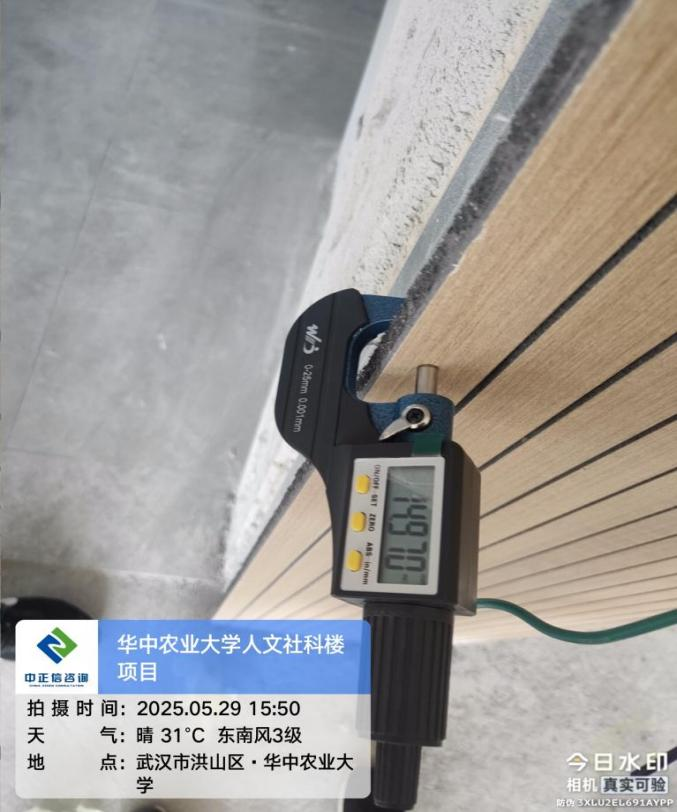 0-25mm 0.001mm
ON/OFF SET
ZERO
ABS in/mm
中正信咨询
华中农业大学人文社科楼
项目
拍摄时间：2025.05.29 15:50
天气：晴 31°C 东南风3级
地点：武汉市洪山区·华中农业大
学
今日水印
相机 真实可验
防伪 3XLU2EL691AYPP